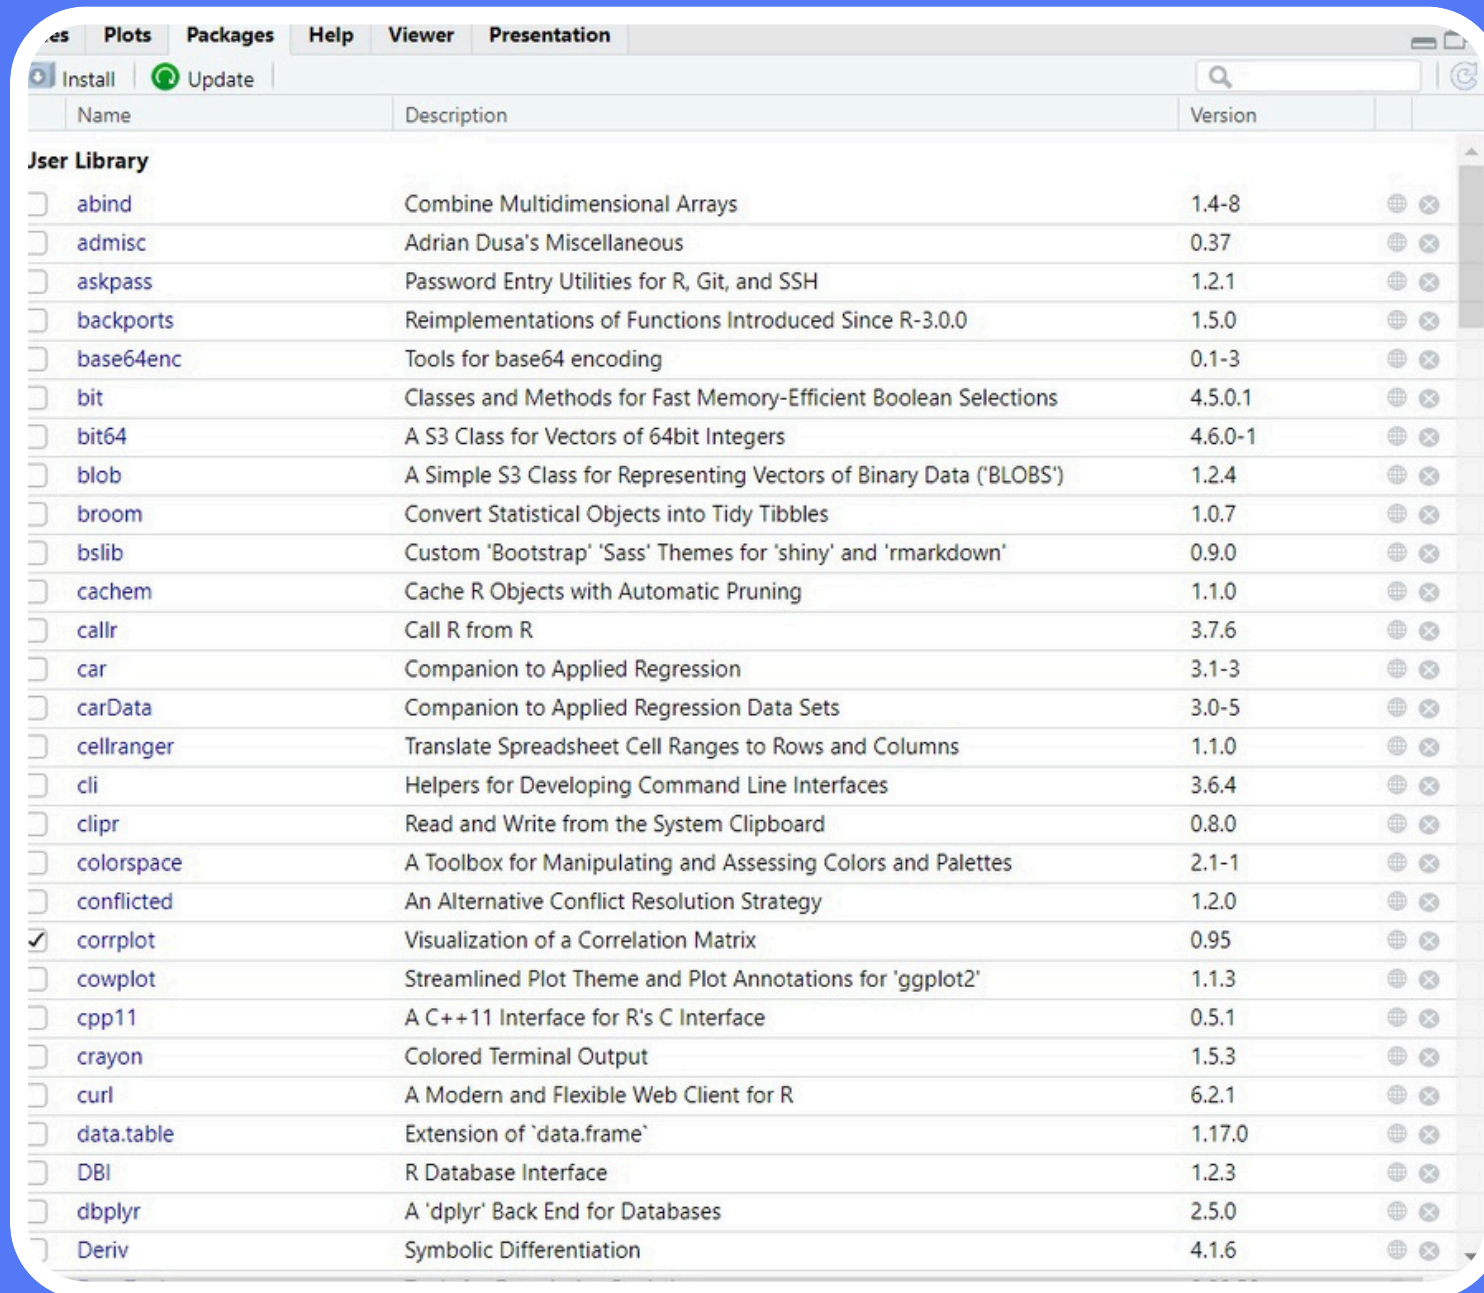 Plots Packages Help Viewer Presentation
Install Update
Name Description Version
User Library
abind Combine Multidimensional Arrays 1.4-8
admisc Adrian Dusa's Miscellaneous 0.37
askpass Password Entry Utilities for R, Git, and SSH 1.2.1
backports Reimplementations of Functions Introduced Since R-3.0.0 1.5.0
base64enc Tools for base64 encoding 0.1-3
bit Classes and Methods for Fast Memory-Efficient Boolean Selections 4.5.0.1
bit64 A S3 Class for Vectors of 64bit Integers 4.6.0-1
blob A Simple S3 Class for Representing Vectors of Binary Data ('BLOBS') 1.2.4
broom Convert Statistical Objects into Tidy Tibbles 1.0.7
bslib Custom 'Bootstrap' 'Sass' Themes for 'shiny' and 'rmarkdown' 0.9.0
cachem Cache R Objects with Automatic Pruning 1.1.0
callr Call R from R 3.7.6
car Companion to Applied Regression 3.1-3
carData Companion to Applied Regression Data Sets 3.0-5
cellranger Translate Spreadsheet Cell Ranges to Rows and Columns 1.1.0
cli Helpers for Developing Command Line Interfaces 3.6.4
clipr Read and Write from the System Clipboard 0.8.0
colorspace A Toolbox for Manipulating and Assessing Colors and Palettes 2.1-1
conflicted An Alternative Conflict Resolution Strategy 1.2.0
corrplot Visualization of a Correlation Matrix 0.95
cowplot Streamlined Plot Theme and Plot Annotations for 'ggplot2' 1.1.3
cpp11 A C++11 Interface for R's C Interface 0.5.1
crayon Colored Terminal Output 1.5.3
curl A Modern and Flexible Web Client for R 6.2.1
data.table Extension of `data.frame` 1.17.0
DBI R Database Interface 1.2.3
dbplyr A 'dplyr' Back End for Databases 2.5.0
Deriv Symbolic Differentiation 4.1.6